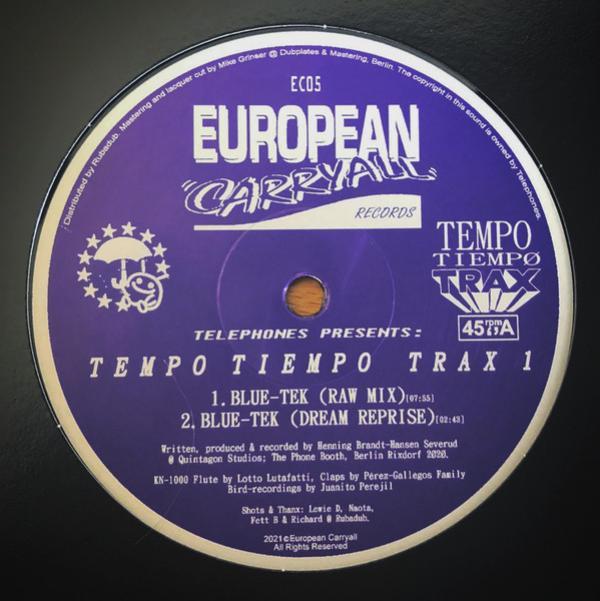 Distributed by Rubadub. Mastering and lacquer cut by Mike Grinser @ Dubplates & Mastering, Berlin. The copyright in this sound is owned by Telephones.
EC05
EUROPEAN
"CARRYALL"
RECORDS
TEMPO
TIEMPØ
TRAX
45rpm A
TELEPHONES PRESENTS:
TEMPO TIEMPO TRAX 1
1. BLUE-TEK (RAW MIX)[07:55]
2. BLUE-TEK (DREAM REPRISE)[02:43]
Written, produced & recorded by Henning Brandt-Hansen Severud
@ Quintagon Studios; The Phone Booth, Berlin Rixdorf 2020.
KN-1000 Flute by Lotto Lutafatti, Claps by Pérez-Gallegos Family
Bird-recordings by Juanito Perejil
Shots & Thanx: Lewie D, Naota,
Fett B & Richard @ Rubadub.
2021©European Carryall
All Rights Reserved